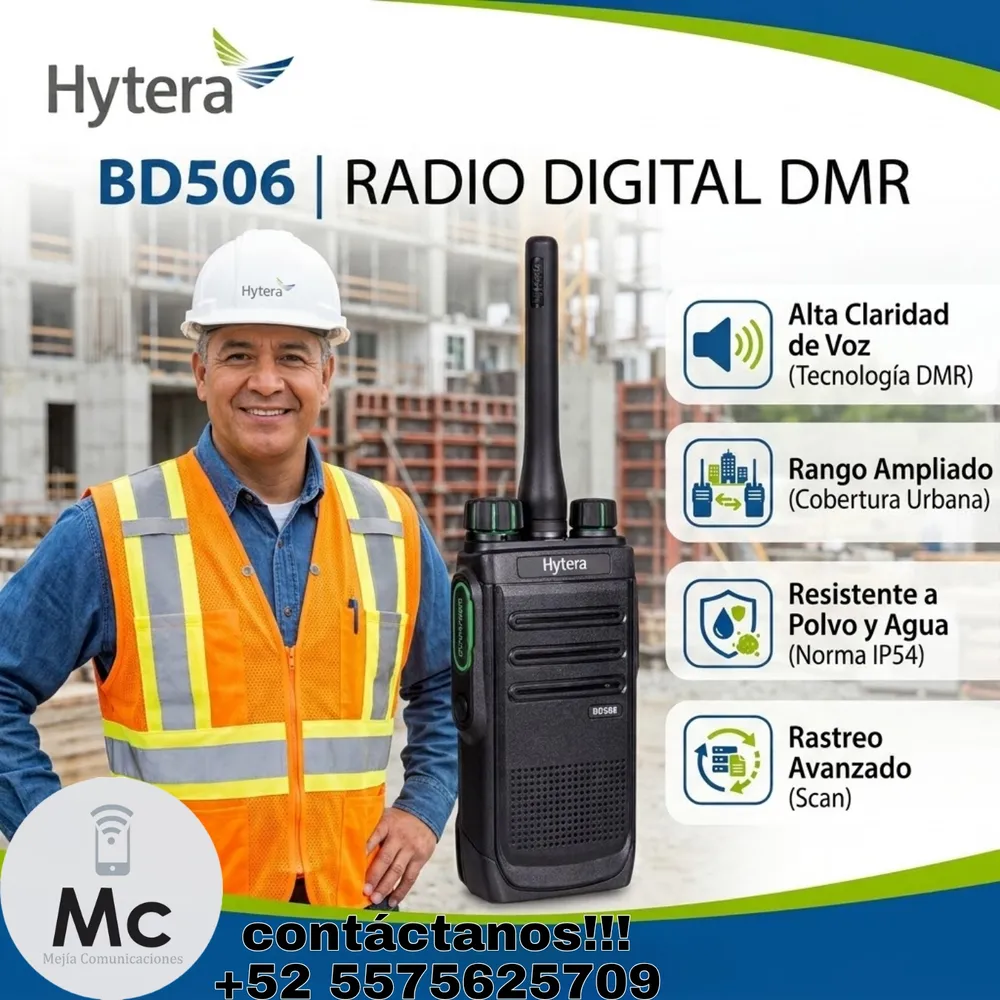 Hytera
BD506 | RADIO DIGITAL DMR
Hytera
Alta Claridad
de Voz
(Tecnología DMR)
Rango Ampliado
(Cobertura Urbana)
Hytera
Resistente a
Polvo y Agua
(Norma IP54)
Rastreo
Avanzado
(Scan)
Mc
Mejía Comunicaciones
contáctanos!!!
+52 5575625709